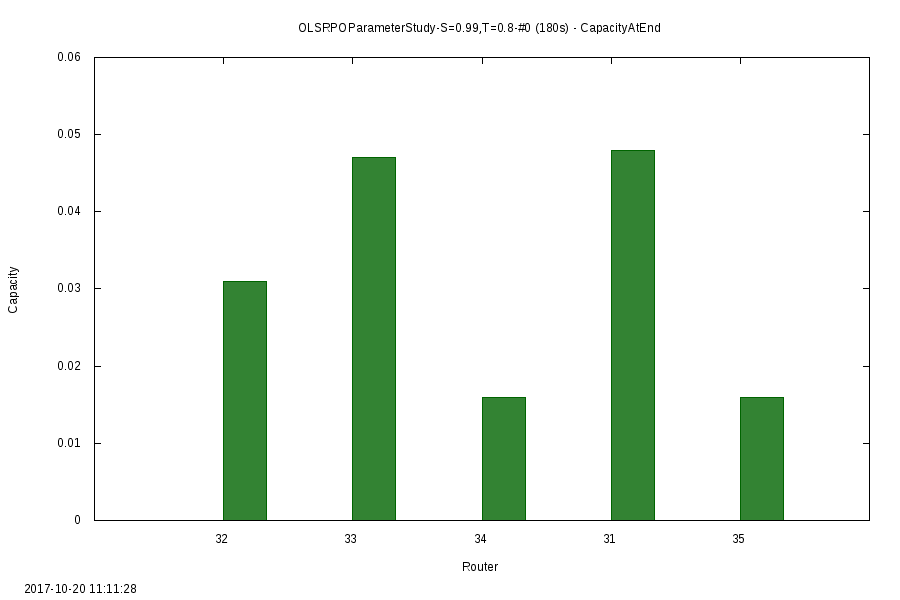 OLSRPOParameterStudy-S=0.99,T=0.8-#0 (180s) - CapacityAtEnd
0.06
0.05
0.04
0.03
0.02
0.01
0
Capacity
32 33 34 31 35
Router
2017-10-20 11:11:28